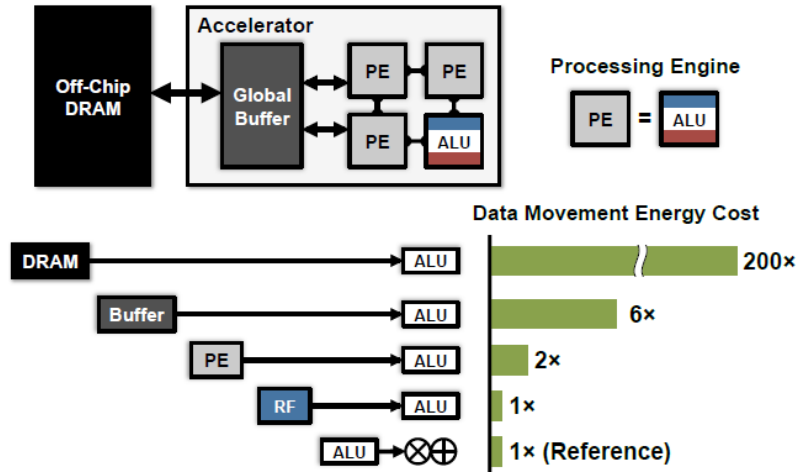 Accelerator
Off-Chip
DRAM
Global
Buffer
PE
PE
PE
ALU
Processing Engine
PE
=
ALU
Data Movement Energy Cost
DRAM
ALU
200×
Buffer
ALU
6×
PE
ALU
2×
RF
ALU
1×
ALU
1× (Reference)